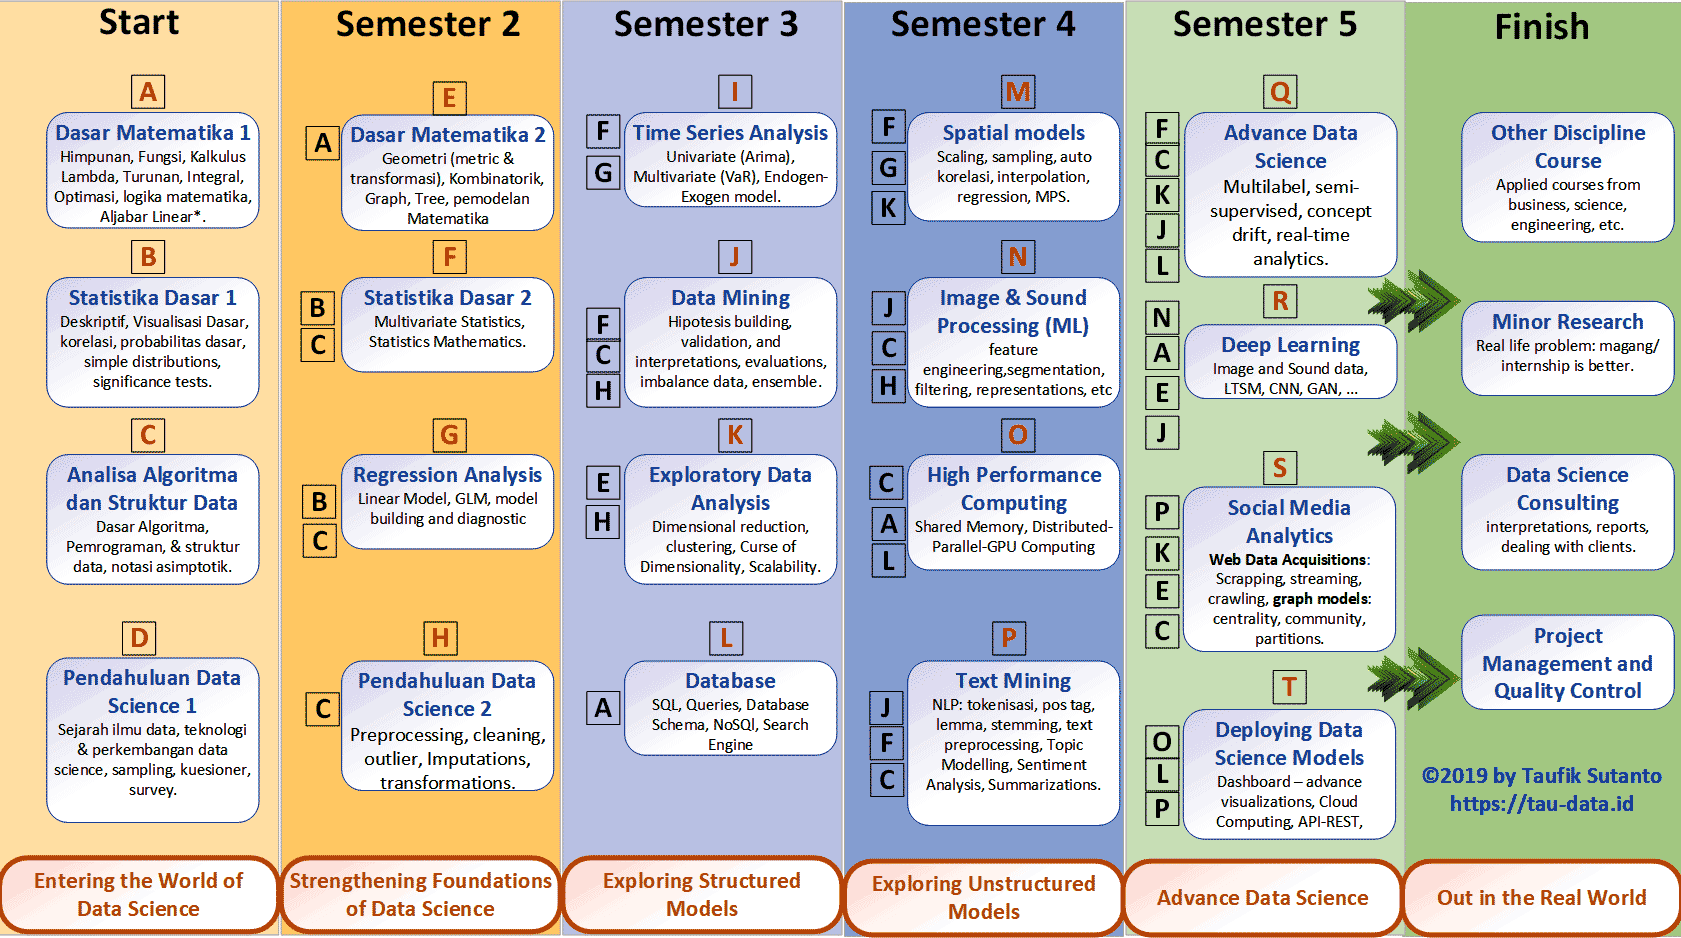 Start
A
Dasar Matematika 1
Himpunan, Fungsi, Kalkulus
Lambda, Turunan, Integral,
Optimasi, logika matematika,
Aljabar Linear*.
B
Statistika Dasar 1
Deskriptif, Visualisasi Dasar,
korelasi, probabilitas dasar,
simple distributions,
significance tests.
C
Analisa Algoritma
dan Struktur Data
Dasar Algoritma,
Pemrograman, & struktur
data, notasi asimptotik.
D
Pendahuluan Data
Science 1
Sejarah ilmu data, teknologi
& perkembangan data
science, sampling, kuesioner,
survey.
Entering the World of
Data Science
Semester 2
E
A
Dasar Matematika 2
Geometri (metric &
transformasi), Kombinatorik,
Graph, Tree, pemodelan
Matematika
F
B
C
Statistika Dasar 2
Multivariate Statistics,
Statistics Mathematics.
G
B
C
Regression Analysis
Linear Model, GLM, model
building and diagnostic
H
C
Pendahuluan Data
Science 2
Preprocessing, cleaning,
outlier, Imputations,
transformations.
Strengthening Foundations
of Data Science
Semester 3
I
F
G
Time Series Analysis
Univariate (Arima),
Multivariate (VaR), Endogen-
Exogen model.
J
F
C
H
Data Mining
Hipotesis building,
validation, and
interpretations, evaluations,
imbalance data, ensemble.
K
E
H
Exploratory Data
Analysis
Dimensional reduction,
clustering, Curse of
Dimensionality, Scalability.
L
A
Database
SQL, Queries, Database
Schema, NoSQl, Search
Engine
Exploring Structured
Models
Semester 4
M
F
G
K
Spatial models
Scaling, sampling, auto
korelasi, interpolation,
regression, MPS.
N
J
C
H
Image & Sound
Processing (ML)
feature
engineering,segmentation,
filtering, representations, etc
O
C
A
L
High Performance
Computing
Shared Memory, Distributed-
Parallel-GPU Computing
P
J
F
C
Text Mining
NLP: tokenisasi, pos tag,
lemma, stemming, text
preprocessing, Topic
Modelling, Sentiment
Analysis, Summarizations.
Exploring Unstructured
Models
Semester 5
Q
F
C
K
J
L
Advance Data
Science
Multilabel, semi-
supervised, concept
drift, real-time
analytics.
R
N
A
E
J
Deep Learning
Image and Sound data,
LTSM, CNN, GAN, ...
S
P
K
E
C
Social Media
Analytics
Web Data Acquisitions:
Scrapping, streaming,
crawling, graph models:
centrality, community,
partitions.
T
O
L
P
Deploying Data
Science Models
Dashboard – advance
visualizations, Cloud
Computing, API-REST,
Advance Data Science
Finish
Other Discipline
Course
Applied courses from
business, science,
engineering, etc.
Minor Research
Real life problem: magang/
internship is better.
Data Science
Consulting
interpretations, reports,
dealing with clients.
Project
Management and
Quality Control
©2019 by Taufik Sutanto
https://tau-data.id
Out in the Real World